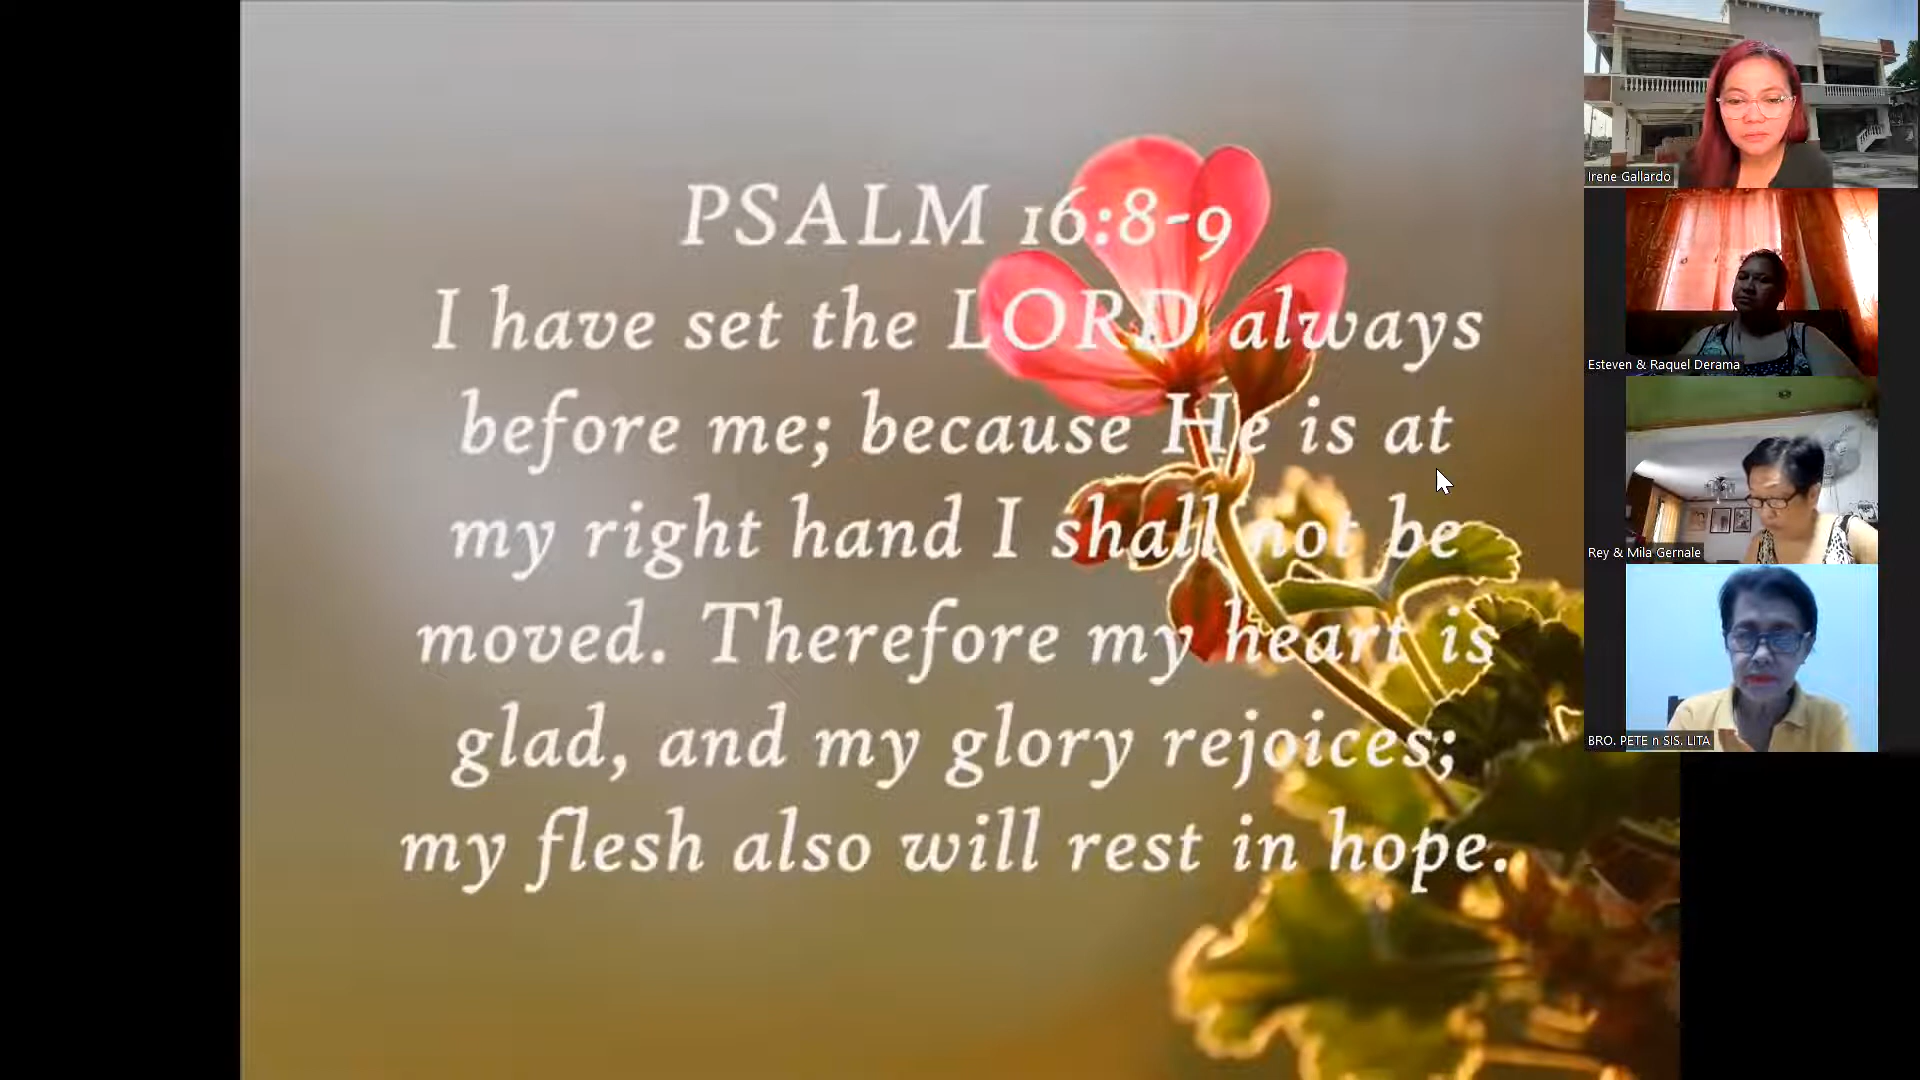 PSALM 16:8-9
I have set the LORD always
before me; because He is at
my right hand I shall not be
moved. Therefore my heart is
glad, and my glory rejoices;
my flesh also will rest in hope.
Irene Gallardo
Esteven & Raquel Derama
Rey & Mila Gernale
BRO. PETE n SIS. LITA